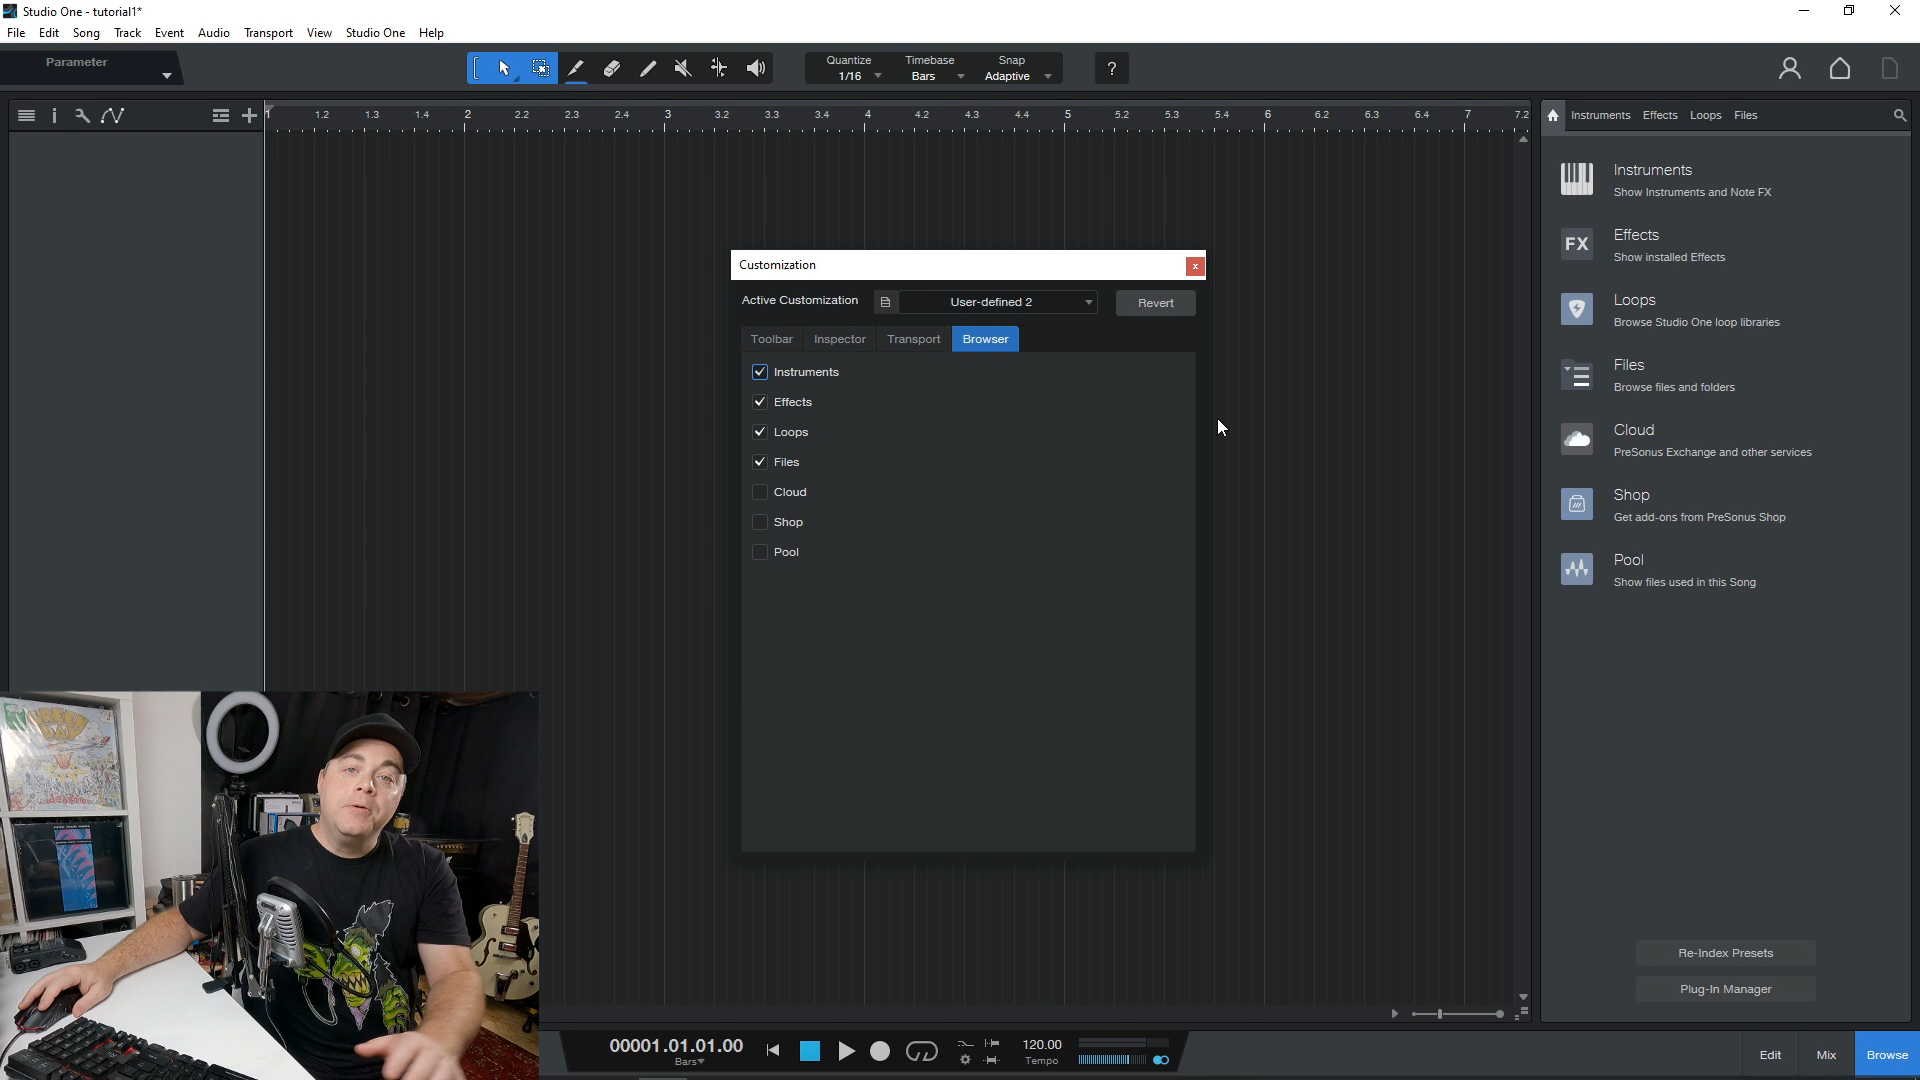 Studio One - tutorial1*
File Edit Song Track Event Audio Transport View Studio One Help
Parameter
Quantize Timebase Snap
1/16 Bars Adaptive
?
1 1.2 1.3 1.4 2 2.2 2.3 2.4 3 3.2 3.3 3.4 4 4.2 4.3 4.4 5 5.2 5.3 5.4 6 6.2 6.3 6.4 7 7.2
Instruments Effects Loops Files
Instruments
Show Instruments and Note FX
FX
Effects
Show installed Effects
Loops
Browse Studio One loop libraries
Files
Browse files and folders
Cloud
PreSonus Exchange and other services
Shop
Get add-ons from PreSonus Shop
Pool
Show files used in this Song
Re-Index Presets
Plug-In Manager
Customization
x
Active Customization User-defined 2 Revert
Toolbar Inspector Transport Browser
Instruments
Effects
Loops
Files
Cloud
Shop
Pool
GREEN DAY
00001.01.01.00
Bars
120.00
Tempo
Edit Mix Browse